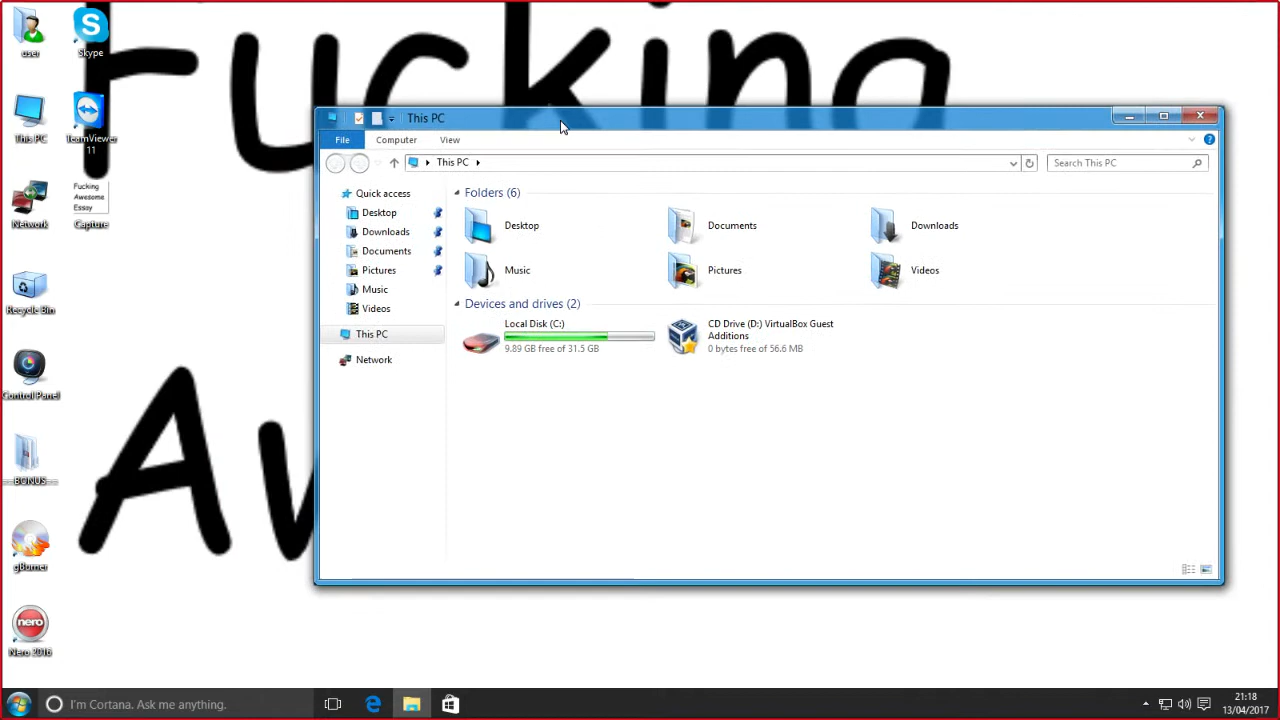 Fucking
Aw
user
Skype
This PC
TeamViewer
11
Network
Fucking
Awesome
Essay
Capture
Recycle Bin
Control Panel
BONUS
gBurner
nero
Nero 2016
This PC
File
Computer
View
This PC
Search This PC
Quick access
Desktop
Downloads
Documents
Pictures
Music
Videos
This PC
Network
Folders (6)
Desktop
Documents
Downloads
Music
Pictures
Videos
Devices and drives (2)
Local Disk (C:)
9.89 GB free of 31.5 GB
CD Drive (D:) VirtualBox Guest
Additions
0 bytes free of 56.6 MB
I'm Cortana. Ask me anything.
21:18
13/04/2017